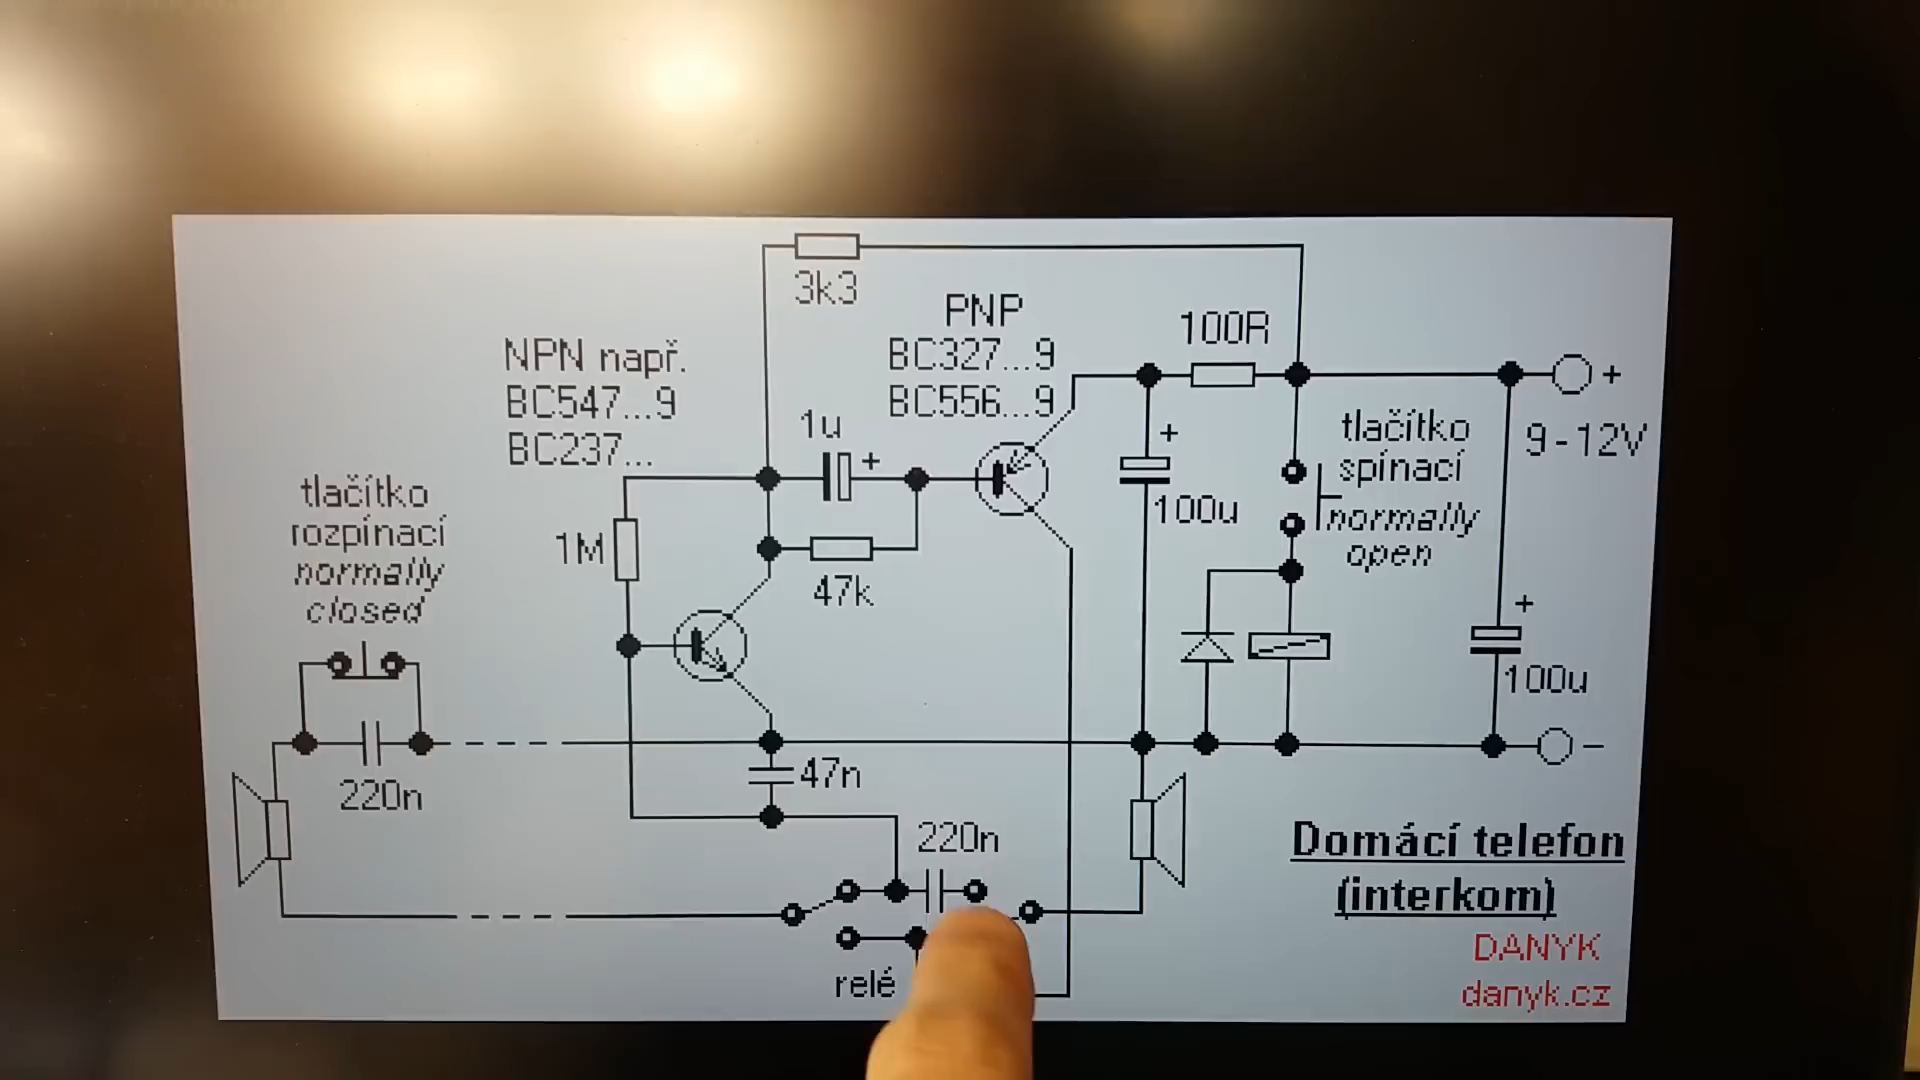 3k3
PNP
BC327...9
BC556...9
100R
NPN např.
BC547...9
BC237...
1u
+
+
+
9-12V
tlačítko
spínací
normally
open
tlačítko
rozpínací
normally
closed
1M
47k
100u
+
100u
−
220n
47n
220n
relé
Domácí telefon
(interkom)
DANYK
danyk.cz